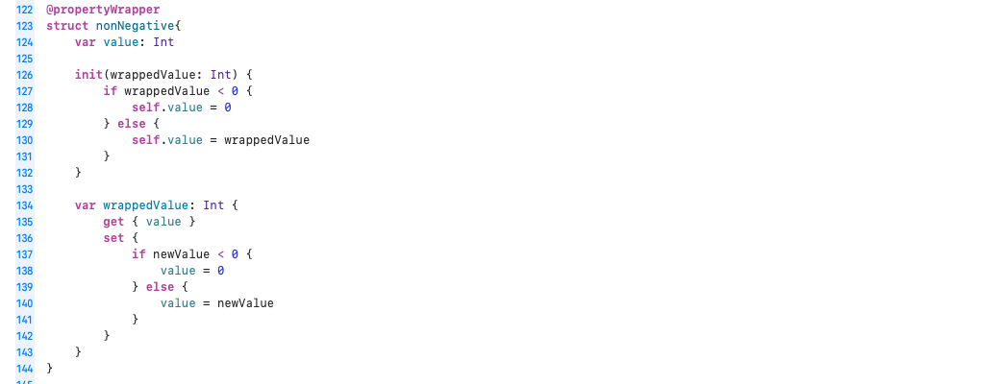 122 @propertyWrapper
123 struct nonNegative{
124     var value: Int
125
126     init(wrappedValue: Int) {
127         if wrappedValue < 0 {
128             self.value = 0
129         } else {
130             self.value = wrappedValue
131         }
132     }
133
134     var wrappedValue: Int {
135         get { value }
136         set {
137             if newValue < 0 {
138                 value = 0
139             } else {
140                 value = newValue
141             }
142         }
143     }
144 }